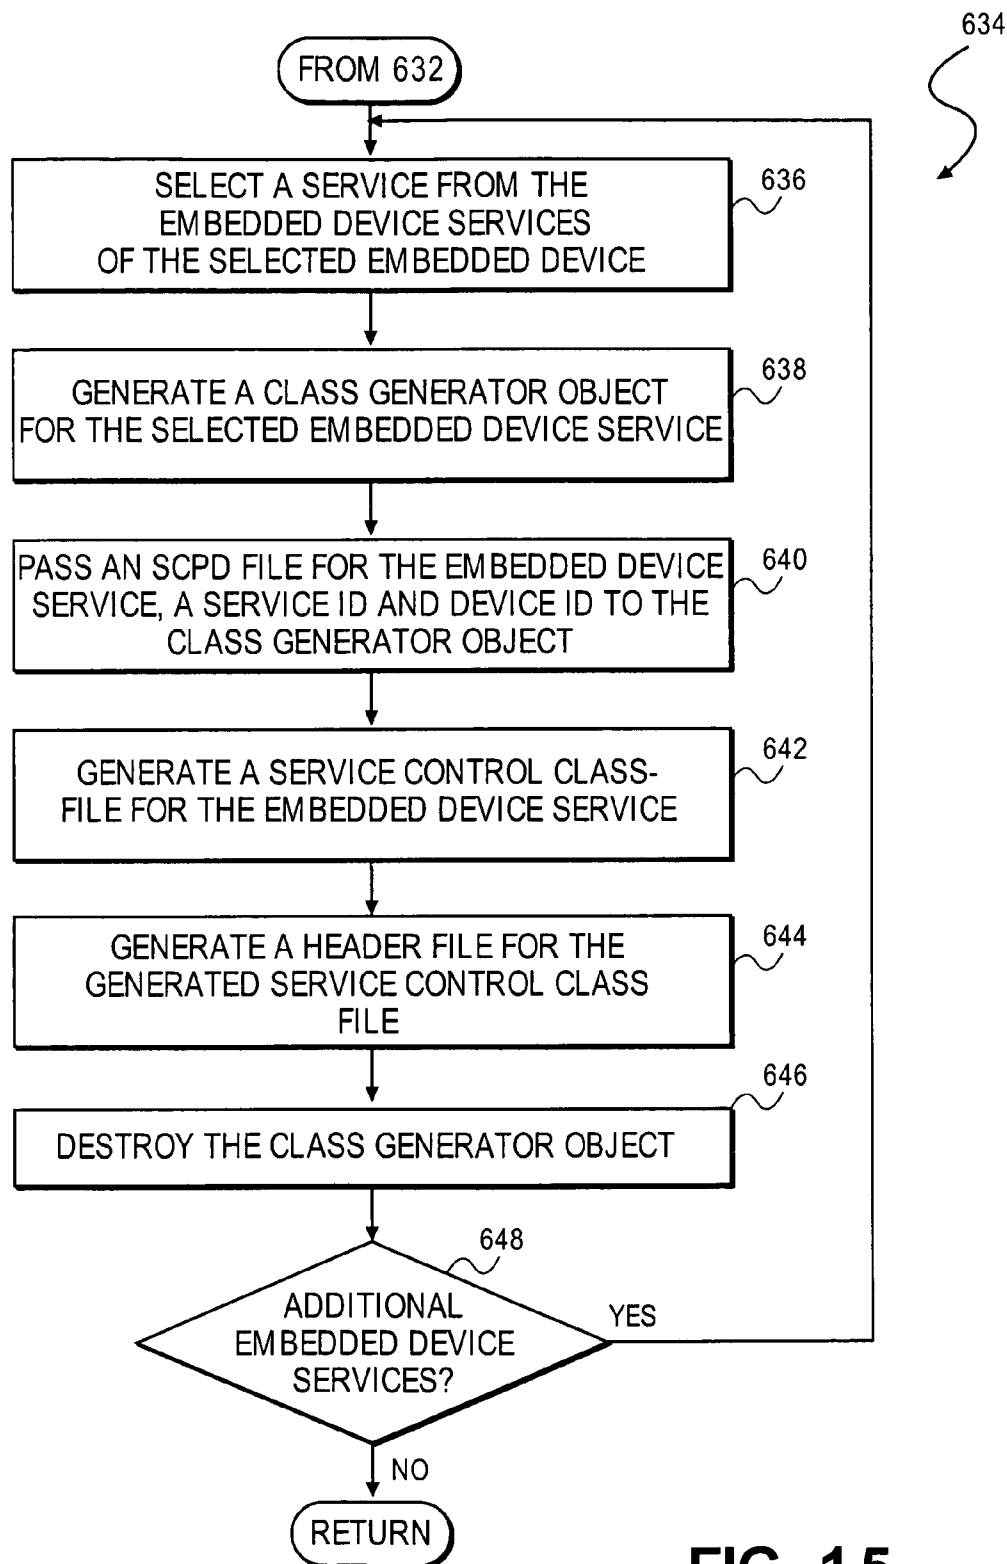 634
FROM 632
SELECT A SERVICE FROM THE
EMBEDDED DEVICE SERVICES
OF THE SELECTED EMBEDDED DEVICE
636
GENERATE A CLASS GENERATOR OBJECT
FOR THE SELECTED EMBEDDED DEVICE SERVICE
638
PASS AN SCPD FILE FOR THE EMBEDDED DEVICE
SERVICE, A SERVICE ID AND DEVICE ID TO THE
CLASS GENERATOR OBJECT
640
GENERATE A SERVICE CONTROL CLASS-
FILE FOR THE EMBEDDED DEVICE SERVICE
642
GENERATE A HEADER FILE FOR THE
GENERATED SERVICE CONTROL CLASS
FILE
644
DESTROY THE CLASS GENERATOR OBJECT
646
648
ADDITIONAL
EMBEDDED DEVICE
SERVICES?
YES
NO
RETURN
FIG. 15